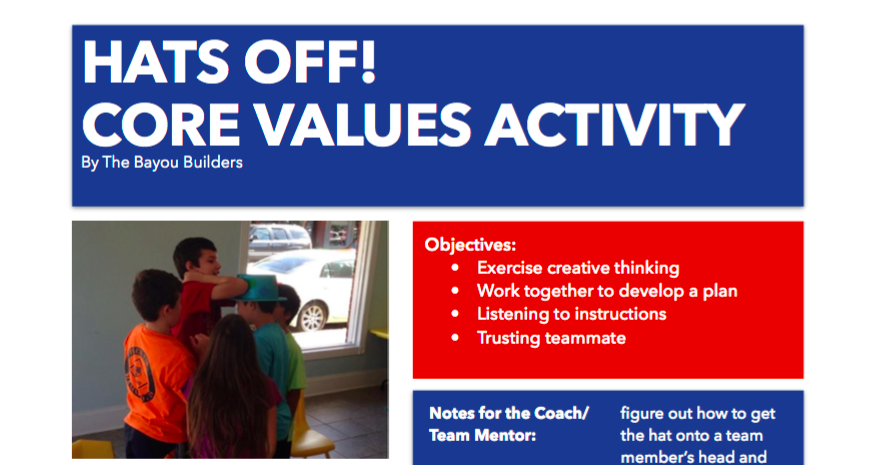 HATS OFF!
CORE VALUES ACTIVITY
By The Bayou Builders
Objectives:
• Exercise creative thinking
• Work together to develop a plan
• Listening to instructions
• Trusting teammate
Notes for the Coach/
Team Mentor:
figure out how to get
the hat onto a team
member's head and